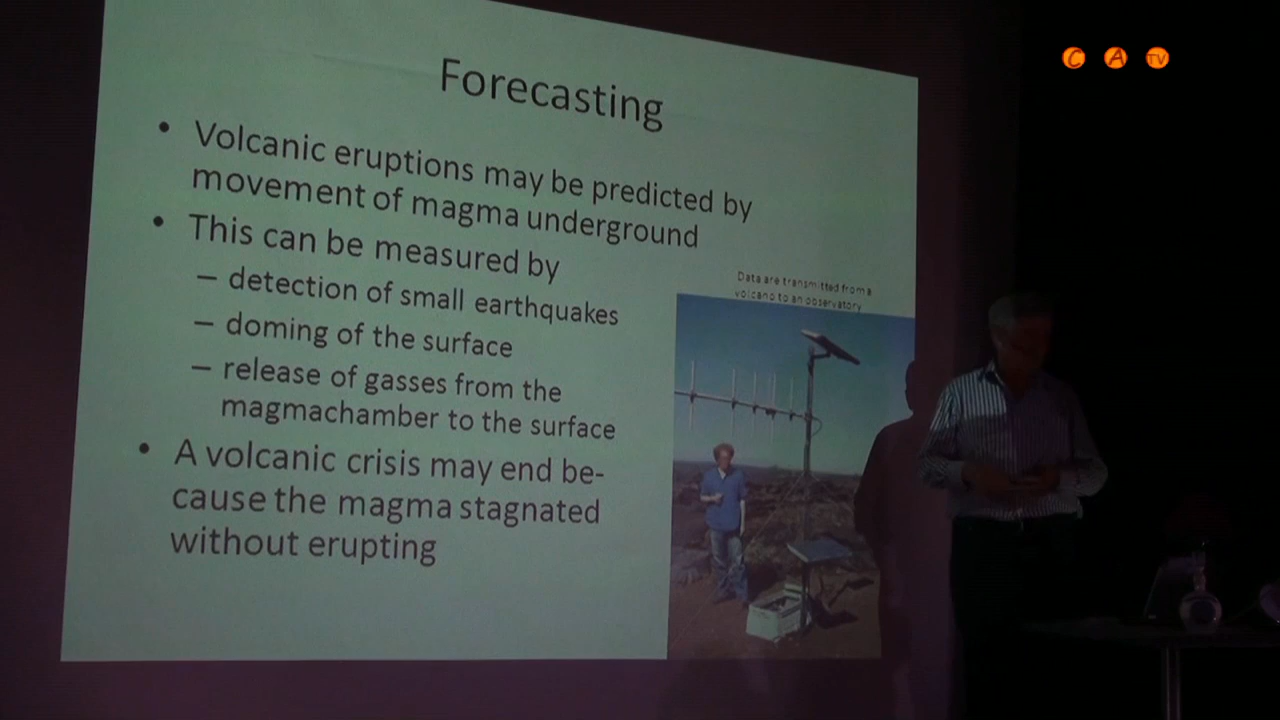 C A TV
Forecasting
• Volcanic eruptions may be predicted by
movement of magma underground
• This can be measured by
– detection of small earthquakes
– doming of the surface
– release of gasses from the
magmachamber to the surface
• A volcanic crisis may end be-
cause the magma stagnated
without erupting
Data are transmitted from a
volcano to an observatory